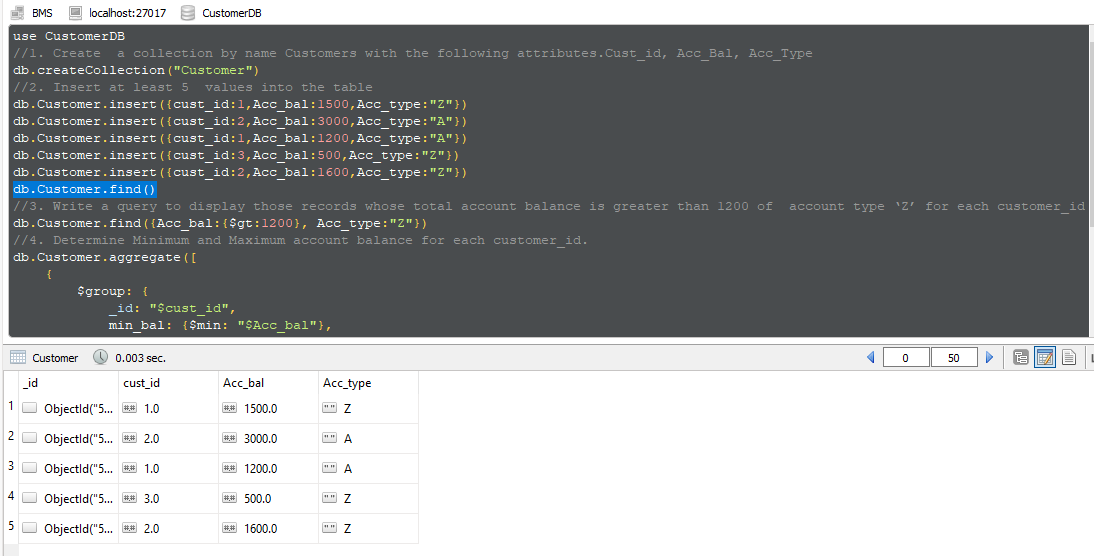 BMS localhost:27017 CustomerDB
use CustomerDB
//1. Create  a collection by name Customers with the following attributes.Cust_id, Acc_Bal, Acc_Type
db.createCollection("Customer")
//2. Insert at least 5  values into the table
db.Customer.insert({cust_id:1,Acc_bal:1500,Acc_type:"Z"})
db.Customer.insert({cust_id:2,Acc_bal:3000,Acc_type:"A"})
db.Customer.insert({cust_id:1,Acc_bal:1200,Acc_type:"A"})
db.Customer.insert({cust_id:3,Acc_bal:500,Acc_type:"Z"})
db.Customer.insert({cust_id:2,Acc_bal:1600,Acc_type:"Z"})
db.Customer.find()
//3. Write a query to display those records whose total account balance is greater than 1200 of  account type ‘Z’ for each customer_id
db.Customer.find({Acc_bal:{$gt:1200}, Acc_type:"Z"})
//4. Determine Minimum and Maximum account balance for each customer_id.
db.Customer.aggregate([
    {
        $group: {
            _id: "$cust_id",
            min_bal: {$min: "$Acc_bal"},
Customer 0.003 sec. 0 50
_id cust_id Acc_bal Acc_type
1 ObjectId("5... ## 1.0 ## 1500.0 "" Z
2 ObjectId("5... ## 2.0 ## 3000.0 "" A
3 ObjectId("5... ## 1.0 ## 1200.0 "" A
4 ObjectId("5... ## 3.0 ## 500.0 "" Z
5 ObjectId("5... ## 2.0 ## 1600.0 "" Z